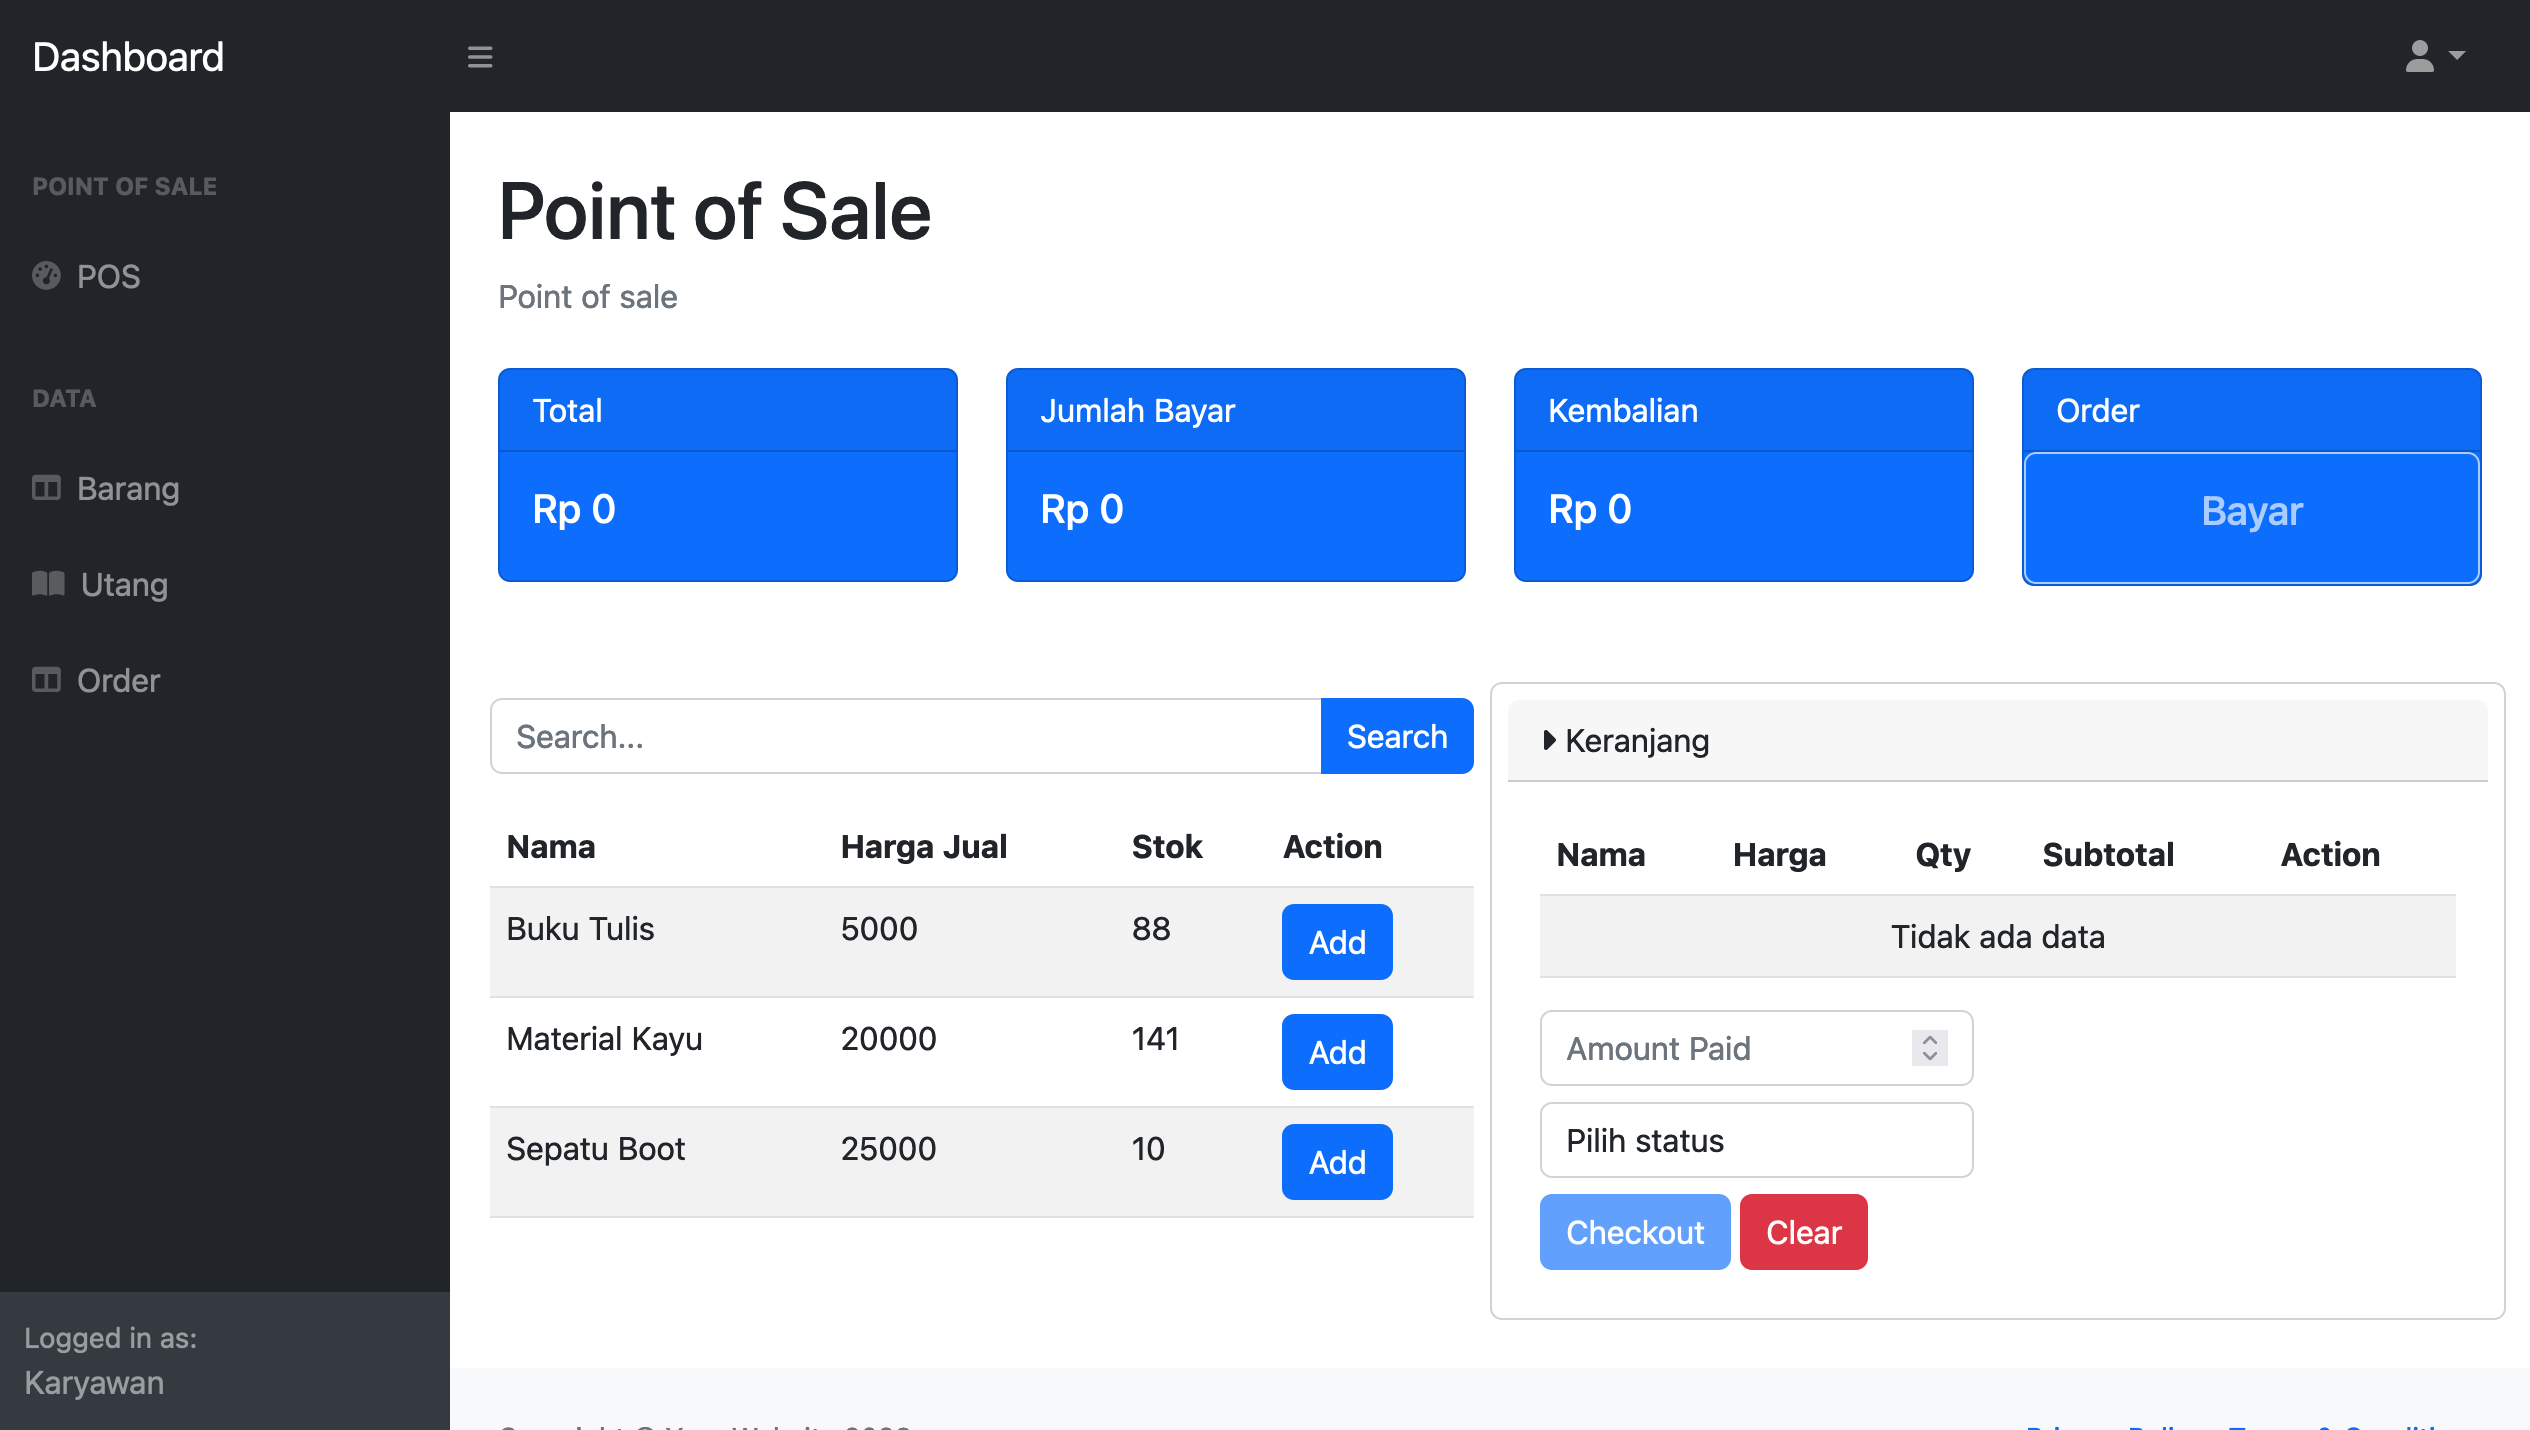 Dashboard
POINT OF SALE
POS
DATA
Barang
Utang
Order
Logged in as:
Karyawan
Point of Sale
Point of sale
Total
Rp 0
Jumlah Bayar
Rp 0
Kembalian
Rp 0
Order
Bayar
Search...
Search
Nama Harga Jual Stok Action
Buku Tulis 5000 88 Add
Material Kayu 20000 141 Add
Sepatu Boot 25000 10 Add
Keranjang
Nama Harga Qty Subtotal Action
Tidak ada data
Amount Paid
Pilih status
Checkout
Clear